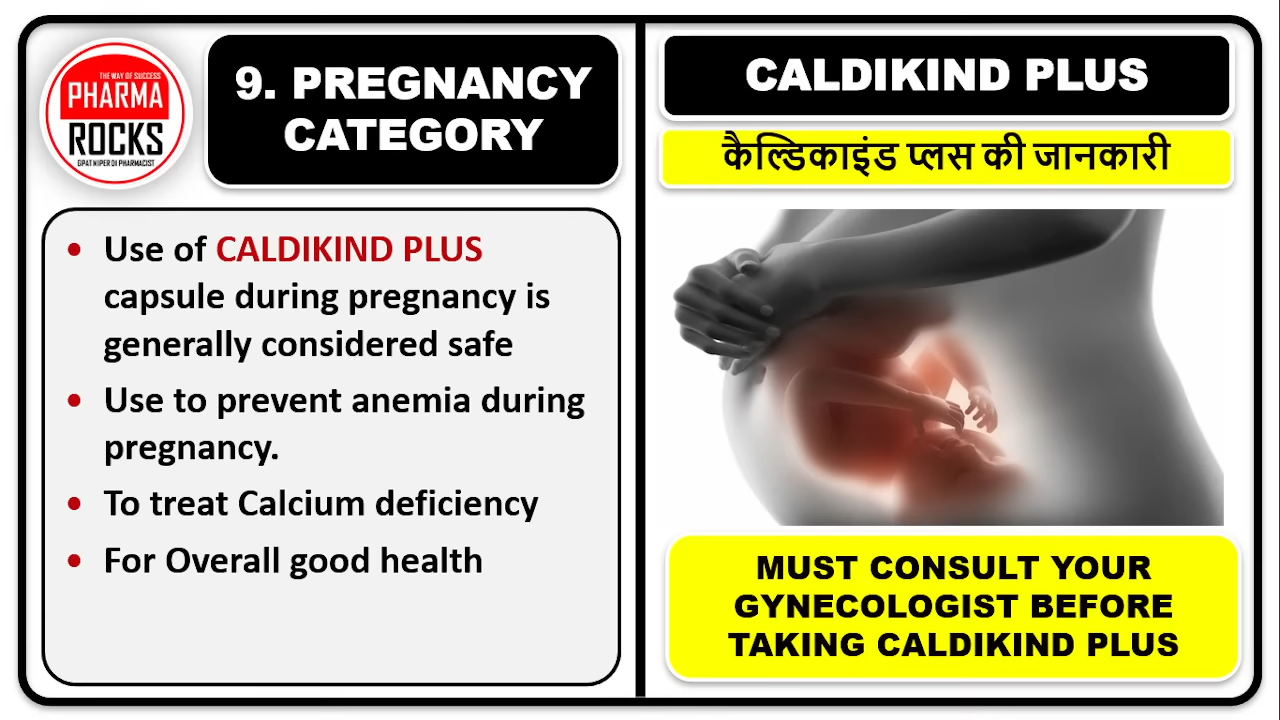 THE WAY OF SUCCESS
PHARMA
ROCKS
GPAT NIPER DI PHARMACIST
9. PREGNANCY
CATEGORY
• Use of CALDIKIND PLUS
capsule during pregnancy is
generally considered safe
• Use to prevent anemia during
pregnancy.
• To treat Calcium deficiency
• For Overall good health
CALDIKIND PLUS
कैल्डिकाइंड प्लस की जानकारी
MUST CONSULT YOUR
GYNECOLOGIST BEFORE
TAKING CALDIKIND PLUS